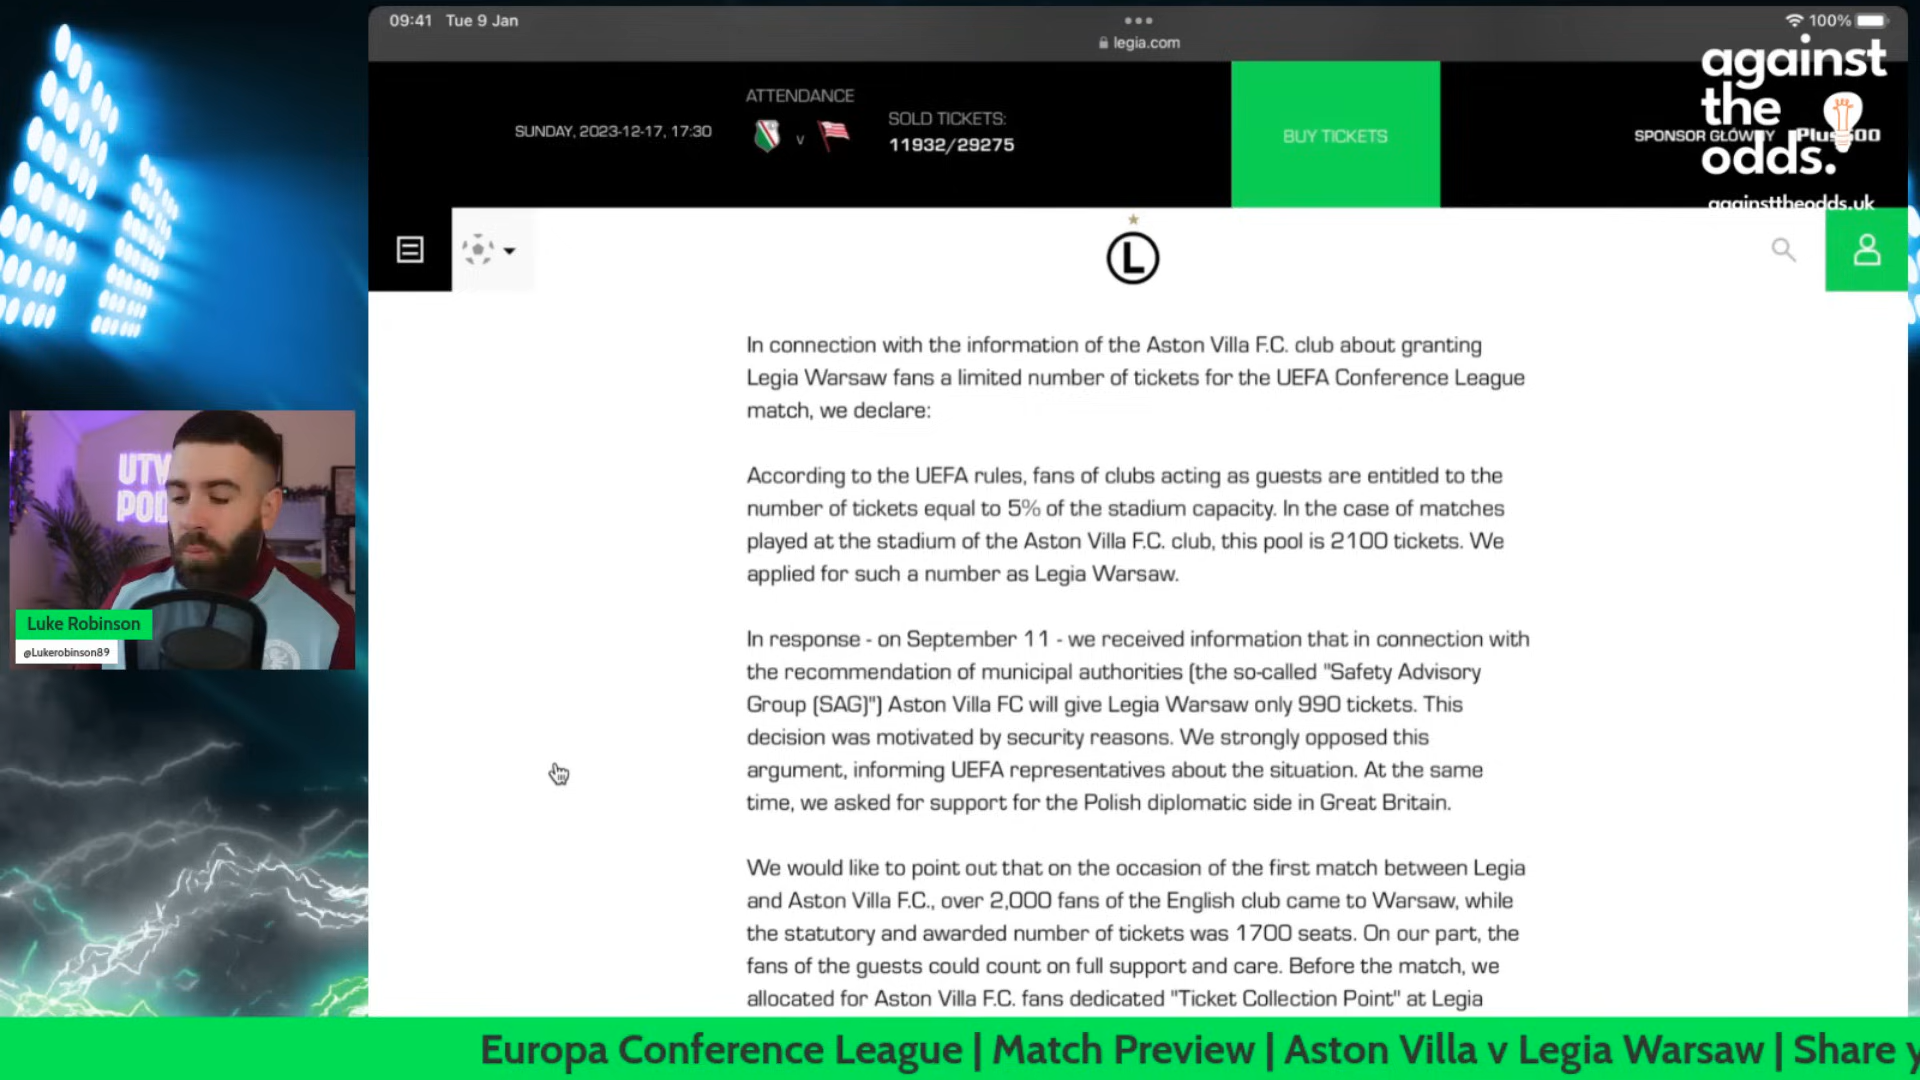 09:41 Tue 9 Jan
100%
legia.com
against
the
odds.
againsttheodds.uk
SUNDAY, 2023-12-17, 17:30
ATTENDANCE
v
SOLD TICKETS:
11932/29275
BUY TICKETS
SPONSOR GŁÓWNY
L
In connection with the information of the Aston Villa F.C. club about granting
Legia Warsaw fans a limited number of tickets for the UEFA Conference League
match, we declare:
According to the UEFA rules, fans of clubs acting as guests are entitled to the
number of tickets equal to 5% of the stadium capacity. In the case of matches
played at the stadium of the Aston Villa F.C. club, this pool is 2100 tickets. We
applied for such a number as Legia Warsaw.
In response - on September 11 - we received information that in connection with
the recommendation of municipal authorities (the so-called "Safety Advisory
Group (SAG)") Aston Villa FC will give Legia Warsaw only 990 tickets. This
decision was motivated by security reasons. We strongly opposed this
argument, informing UEFA representatives about the situation. At the same
time, we asked for support for the Polish diplomatic side in Great Britain.
We would like to point out that on the occasion of the first match between Legia
and Aston Villa F.C., over 2,000 fans of the English club came to Warsaw, while
the statutory and awarded number of tickets was 1700 seats. On our part, the
fans of the guests could count on full support and care. Before the match, we
allocated for Aston Villa F.C. fans dedicated "Ticket Collection Point" at Legia
UTV
POD
Luke Robinson
@Lukerobinson89
Europa Conference League | Match Preview | Aston Villa v Legia Warsaw | Share